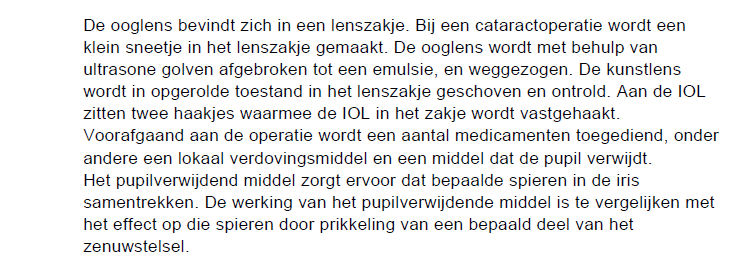 De ooglens bevindt zich in een lenszakje. Bij een cataractoperatie wordt een
klein sneetje in het lenszakje gemaakt. De ooglens wordt met behulp van
ultrasone golven afgebroken tot een emulsie, en weggezogen. De kunstlens
wordt in opgerolde toestand in het lenszakje geschoven en ontrold. Aan de IOL
zitten twee haakjes waarmee de IOL in het zakje wordt vastgehaakt.
Voorafgaand aan de operatie wordt een aantal medicamenten toegediend, onder
andere een lokaal verdovingsmiddel en een middel dat de pupil verwijdt.
Het pupilverwijdend middel zorgt ervoor dat bepaalde spieren in de iris
samentrekken. De werking van het pupilverwijdende middel is te vergelijken met
het effect op die spieren door prikkeling van een bepaald deel van het
zenuwstelsel.